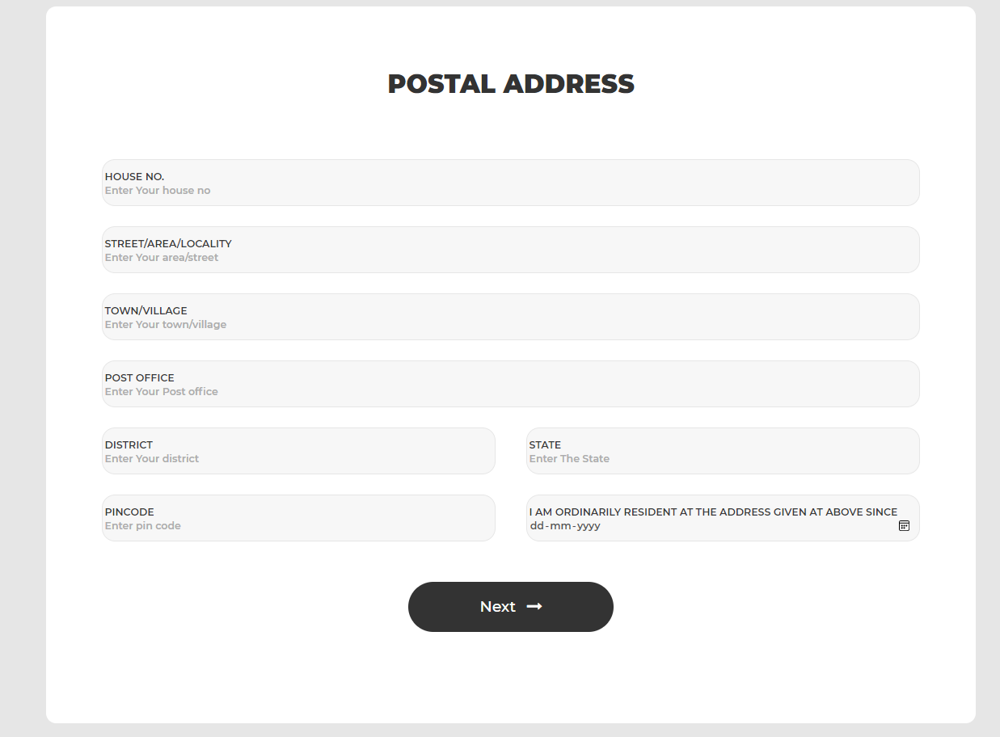 POSTAL ADDRESS
HOUSE NO.
Enter Your house no
STREET/AREA/LOCALITY
Enter Your area/street
TOWN/VILLAGE
Enter Your town/village
POST OFFICE
Enter Your Post office
DISTRICT
Enter Your district
STATE
Enter The State
PINCODE
Enter pin code
I AM ORDINARILY RESIDENT AT THE ADDRESS GIVEN AT ABOVE SINCE
dd-mm-yyyy
Next